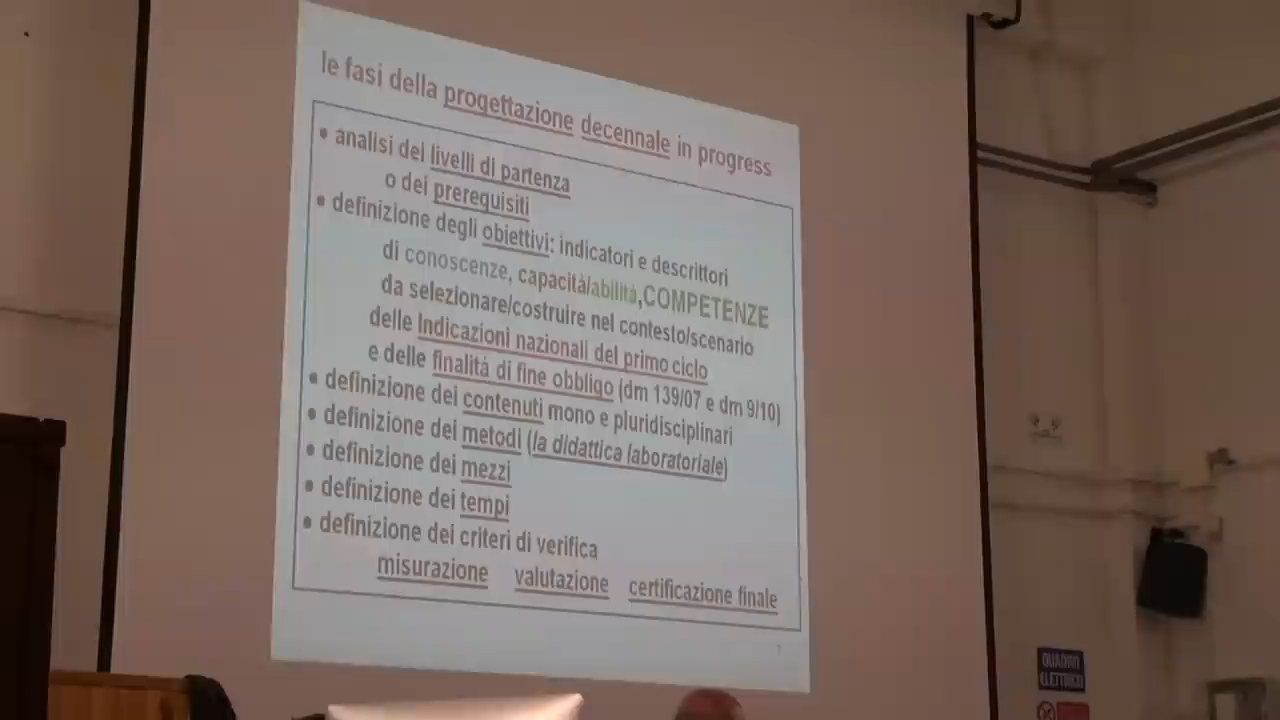 le fasi della progettazione decennale in progress
• analisi dei livelli di partenza
o dei prerequisiti
• definizione degli obiettivi: indicatori e descrittori
di conoscenze, capacità/abilità,COMPETENZE
da selezionare/costruire nel contesto/scenario
delle Indicazioni nazionali del primo ciclo
e delle finalità di fine obbligo (dm 139/07 e dm 9/10)
• definizione dei contenuti mono e pluridisciplinari
• definizione dei metodi (la didattica laboratoriale)
• definizione dei mezzi
• definizione dei tempi
• definizione dei criteri di verifica
misurazione valutazione certificazione finale
7
QUADRO
ELETTRICO